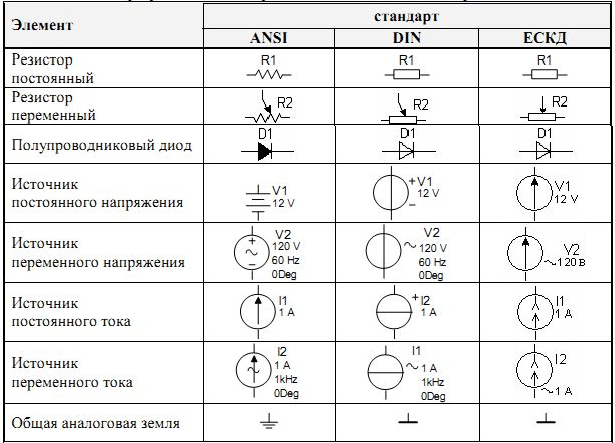 Элемент
стандарт
ANSI DIN ЕСКД
Резистор
постоянный
R1 R1 R1
Резистор
переменный
R2 R2 R2
Полупроводниковый диод
D1 D1 D1
Источник
постоянного напряжения
V1
12 V
+ V1
12 V
–
V1
12 V
Источник
переменного напряжения
+
–
V2
120 V
60 Hz
0Deg
V2
~ 120 V
60 Hz
0Deg
V2
~120 В
Источник
постоянного тока
I1
1 A
+ I2
1 A
I1
1 A
Источник
переменного тока
I2
1 A
1kHz
0Deg
I1
~ 1 A
1kHz
0Deg
I2
~ 1 A
Общая аналоговая земля